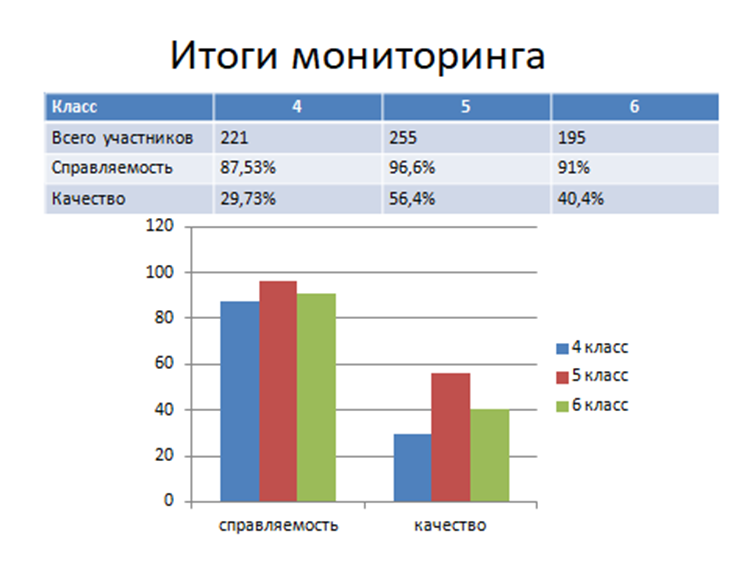 Итоги мониторинга
Класс 4 5 6
Всего участников 221 255 195
Справляемость 87,53% 96,6% 91%
Качество 29,73% 56,4% 40,4%
120
100
80
60
40
20
0
справляемость качество
4 класс
5 класс
6 класс